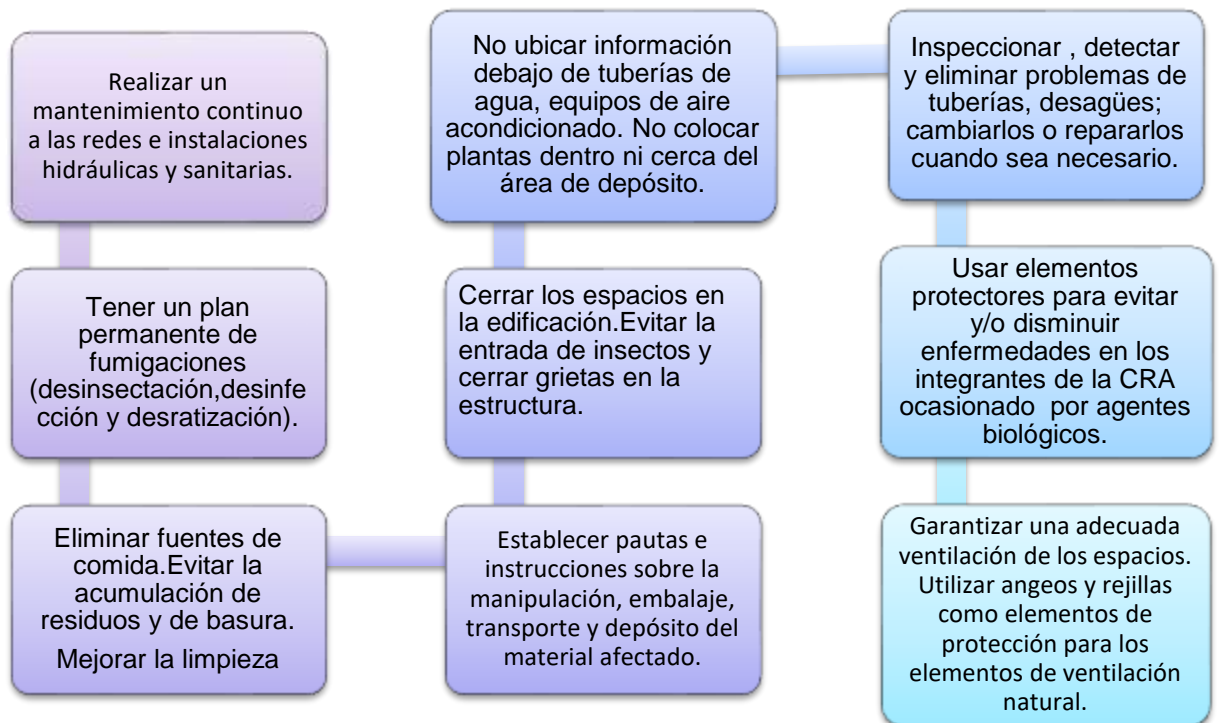 Realizar un
mantenimiento continuo
a las redes e instalaciones
hidráulicas y sanitarias.
Tener un plan
permanente de
fumigaciones
(desinsectación,desinfe
cción y desratización).
Eliminar fuentes de
comida.Evitar la
acumulación de
residuos y de basura.
Mejorar la limpieza
Establecer pautas e
instrucciones sobre la
manipulación, embalaje,
transporte y depósito del
material afectado.
Cerrar los espacios en
la edificación.Evitar la
entrada de insectos y
cerrar grietas en la
estructura.
No ubicar información
debajo de tuberías de
agua, equipos de aire
acondicionado. No colocar
plantas dentro ni cerca del
área de depósito.
Inspeccionar , detectar
y eliminar problemas de
tuberías, desagües;
cambiarlos o repararlos
cuando sea necesario.
Usar elementos
protectores para evitar
y/o disminuir
enfermedades en los
integrantes de la CRA
ocasionado por agentes
biológicos.
Garantizar una adecuada
ventilación de los espacios.
Utilizar angeos y rejillas
como elementos de
protección para los
elementos de ventilación
natural.